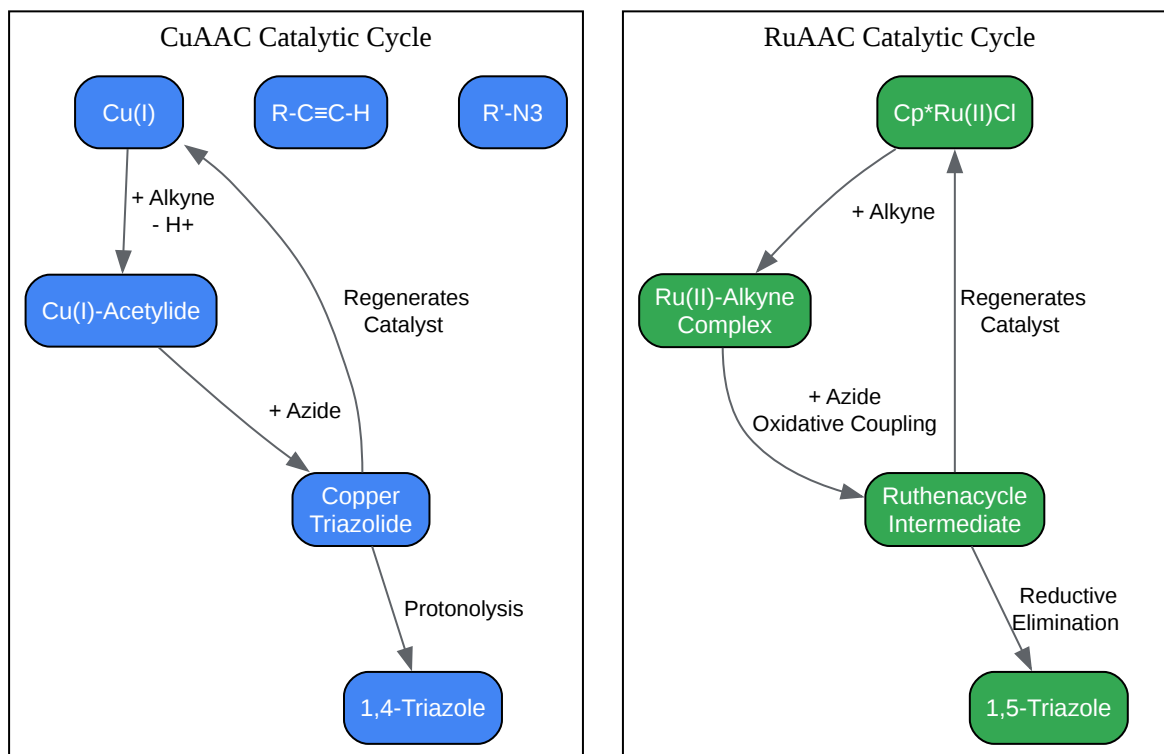 CuAAC Catalytic Cycle
Cu(I)
R-C≡C-H
R'-N3
+ Alkyne
- H+
Cu(I)-Acetylide
Regenerates
Catalyst
+ Azide
Copper
Triazolide
Protonolysis
1,4-Triazole
RuAAC Catalytic Cycle
Cp*Ru(II)Cl
+ Alkyne
Ru(II)-Alkyne
Complex
Regenerates
Catalyst
+ Azide
Oxidative Coupling
Ruthenacycle
Intermediate
Reductive
Elimination
1,5-Triazole